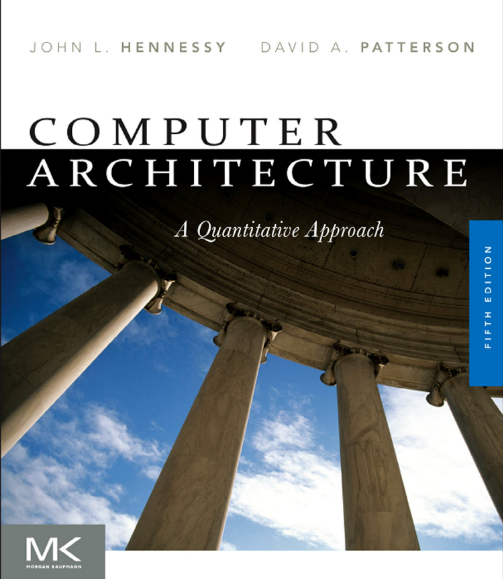 JOHN L. HENNESSY DAVID A. PATTERSON
COMPUTER
ARCHITECTURE
A Quantitative Approach
FIFTH EDITION
MK
MORGAN KAUFMANN